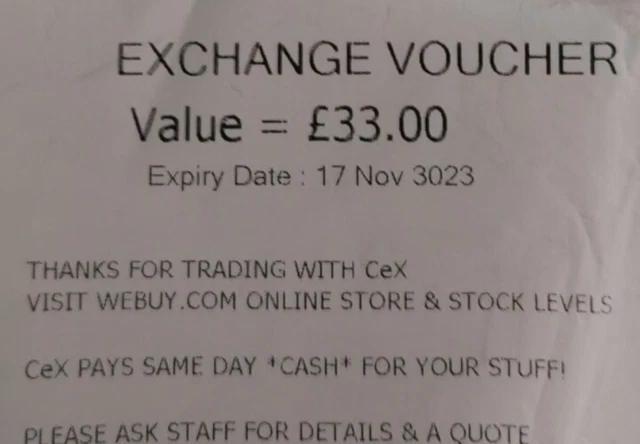 EXCHANGE VOUCHER
Value = £33.00
Expiry Date : 17 Nov 3023
THANKS FOR TRADING WITH CeX
VISIT WEBUY.COM ONLINE STORE & STOCK LEVELS
CeX PAYS SAME DAY *CASH* FOR YOUR STUFF!
PLEASE ASK STAFF FOR DETAILS & A QUOTE